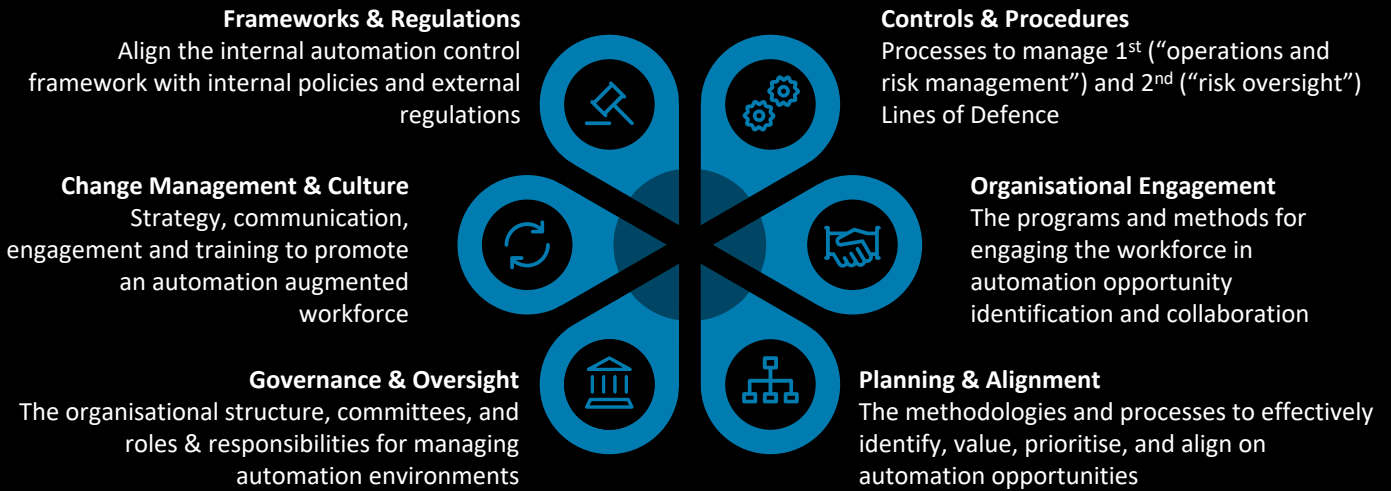 Frameworks & Regulations
Align the internal automation control
framework with internal policies and external
regulations
Controls & Procedures
Processes to manage 1st (“operations and
risk management”) and 2nd (“risk oversight”)
Lines of Defence
Change Management & Culture
Strategy, communication,
engagement and training to promote
an automation augmented
workforce
Organisational Engagement
The programs and methods for
engaging the workforce in
automation opportunity
identification and collaboration
Governance & Oversight
The organisational structure, committees, and
roles & responsibilities for managing
automation environments
Planning & Alignment
The methodologies and processes to effectively
identify, value, prioritise, and align on
automation opportunities